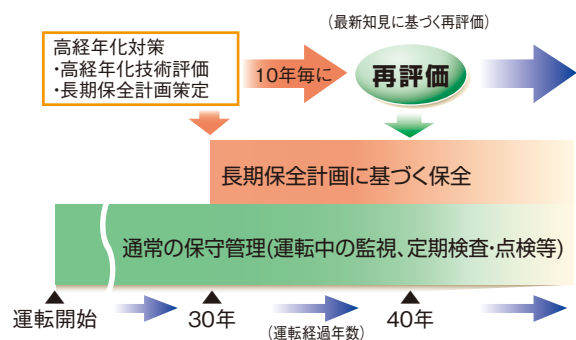 (最新知見に基づく再評価)
高経年化対策
・高経年化技術評価
・長期保全計画策定
10年毎に
再評価
長期保全計画に基づく保全
通常の保守管理(運転中の監視、定期検査・点検等)
運転開始
30年
(運転経過年数)
40年